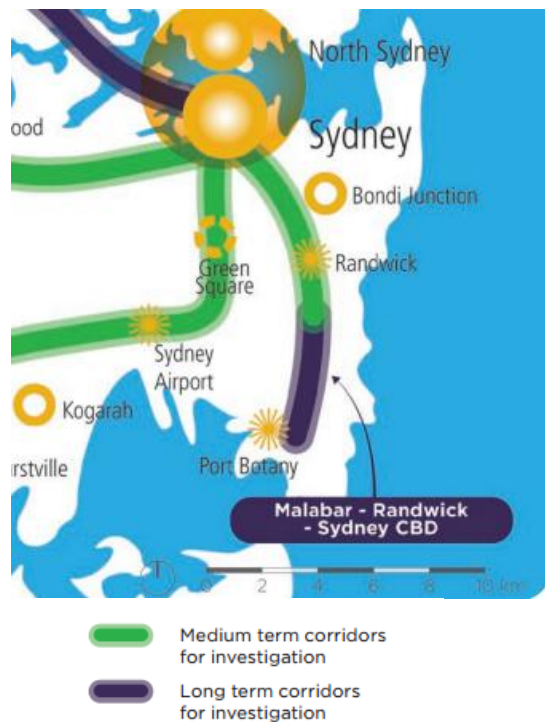 North Sydney
ood
Sydney
Bondi Junction
Randwick
Green
Square
Sydney
Airport
Kogarah
urstville
Port Botany
Malabar - Randwick
- Sydney CBD
0 2 4 6 8 10 km
Medium term corridors
for investigation
Long term corridors
for investigation